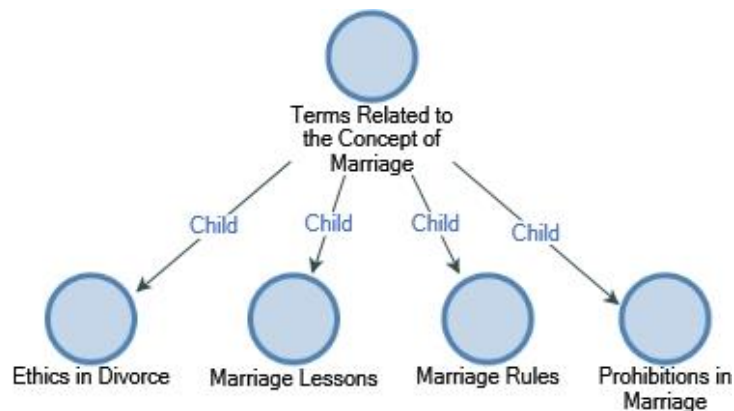 Terms Related to
the Concept of
Marriage
Child
Child
Child
Child
Ethics in Divorce
Marriage Lessons
Marriage Rules
Prohibitions in
Marriage